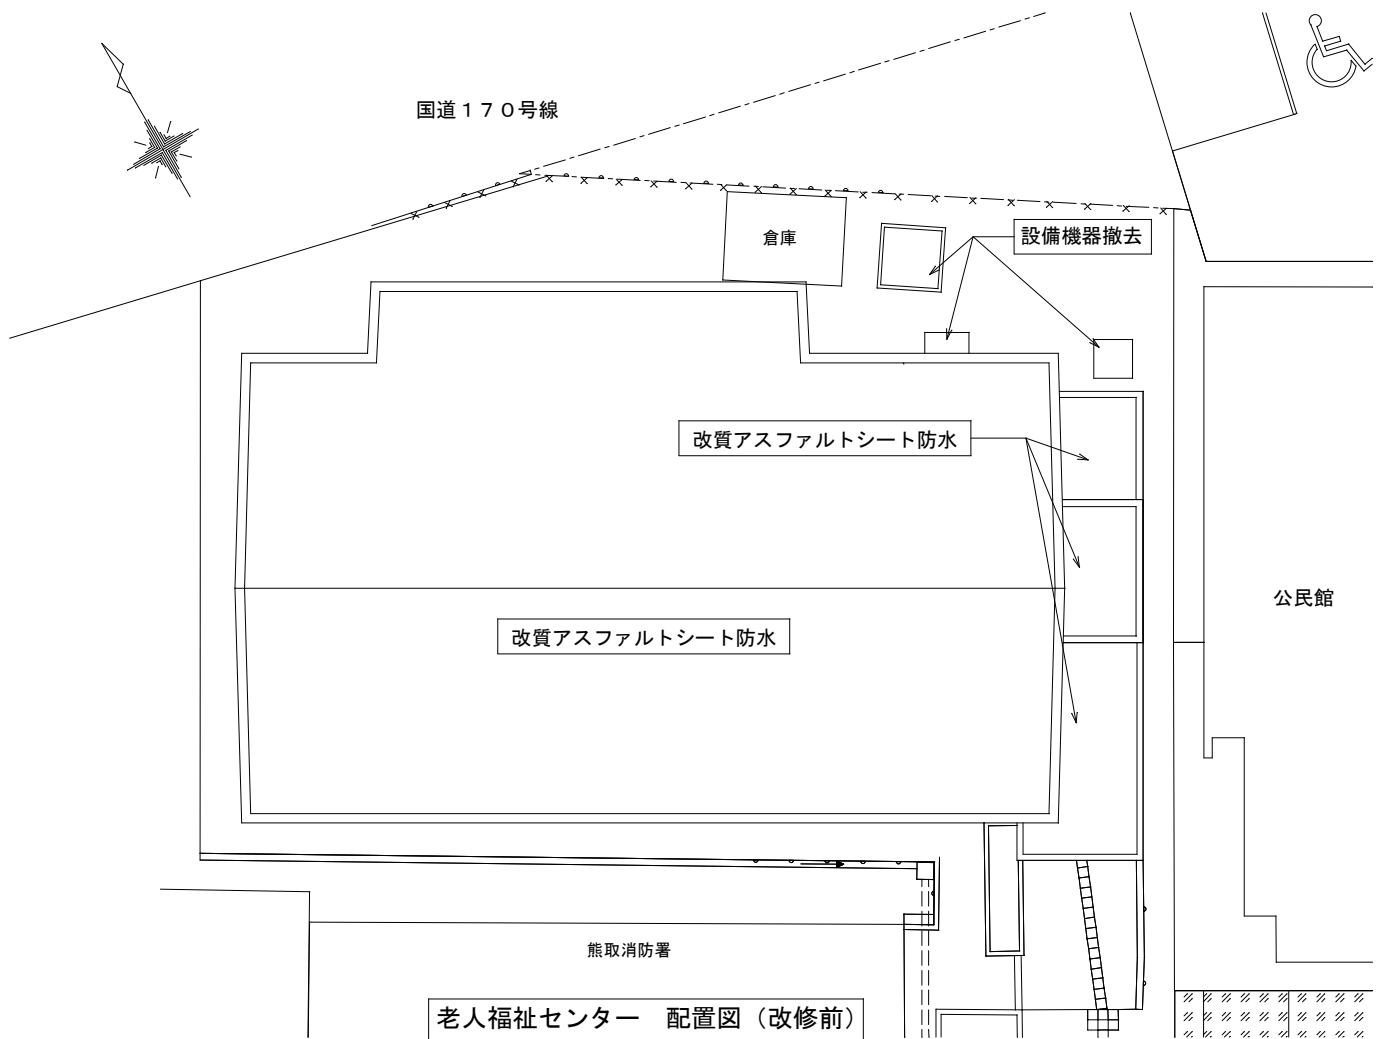 国道１７０号線
倉庫
設備機器撤去
改質アスファルトシート防水
公民館
改質アスファルトシート防水
熊取消防署
老人福祉センター　配置図（改修前）